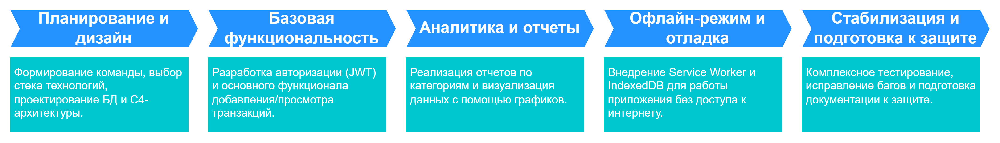 Планирование и
дизайн
Базовая
функциональность
Аналитика и отчеты
Офлайн-режим и
отладка
Стабилизация и
подготовка к защите
Формирование команды, выбор
стека технологий,
проектирование БД и C4-
архитектуры.
Разработка авторизации (JWT)
и основного функционала
добавления/просмотра
транзакций.
Реализация отчетов по
категориям и визуализация
данных с помощью графиков.
Внедрение Service Worker и
IndexedDB для работы
приложения без доступа к
интернету.
Комплексное тестирование,
исправление багов и подготовка
документации к защите.